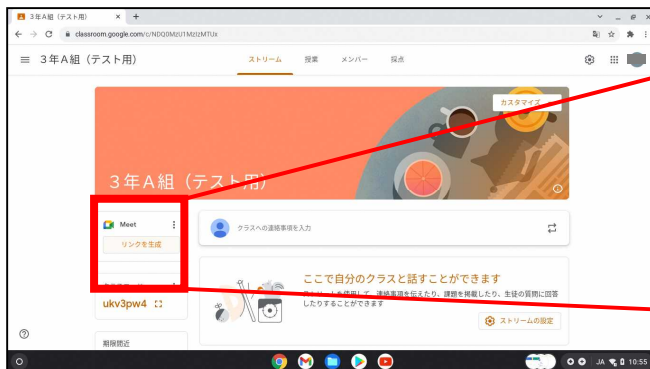 ３年A組（テスト用）
classroom.google.com/c/NDQ0MzU1MzIzMTUx
３年A組（テスト用）
ストリーム 授業 メンバー 採点
カスタマイズ
３年A組（テスト用）
Meet
リンクを生成
クラスへの連絡事項を入力
ukv3pw4
ここで自分のクラスと話すことができます
連絡事項を伝えたり、課題を掲載したり、生徒の質問に回答
したりすることができます
ストリームの設定
期限間近
JA 10:55